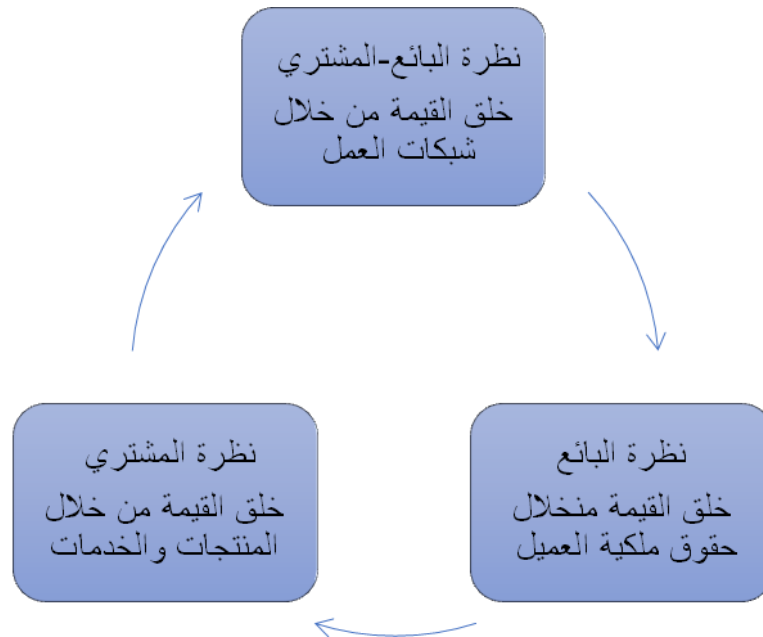 نظرة البائع-المشتري
خلق القيمة من خلال
شبكات العمل
نظرة البائع
خلق القيمة منخلال
حقوق ملكية العميل
نظرة المشتري
خلق القيمة من خلال
المنتجات والخدمات